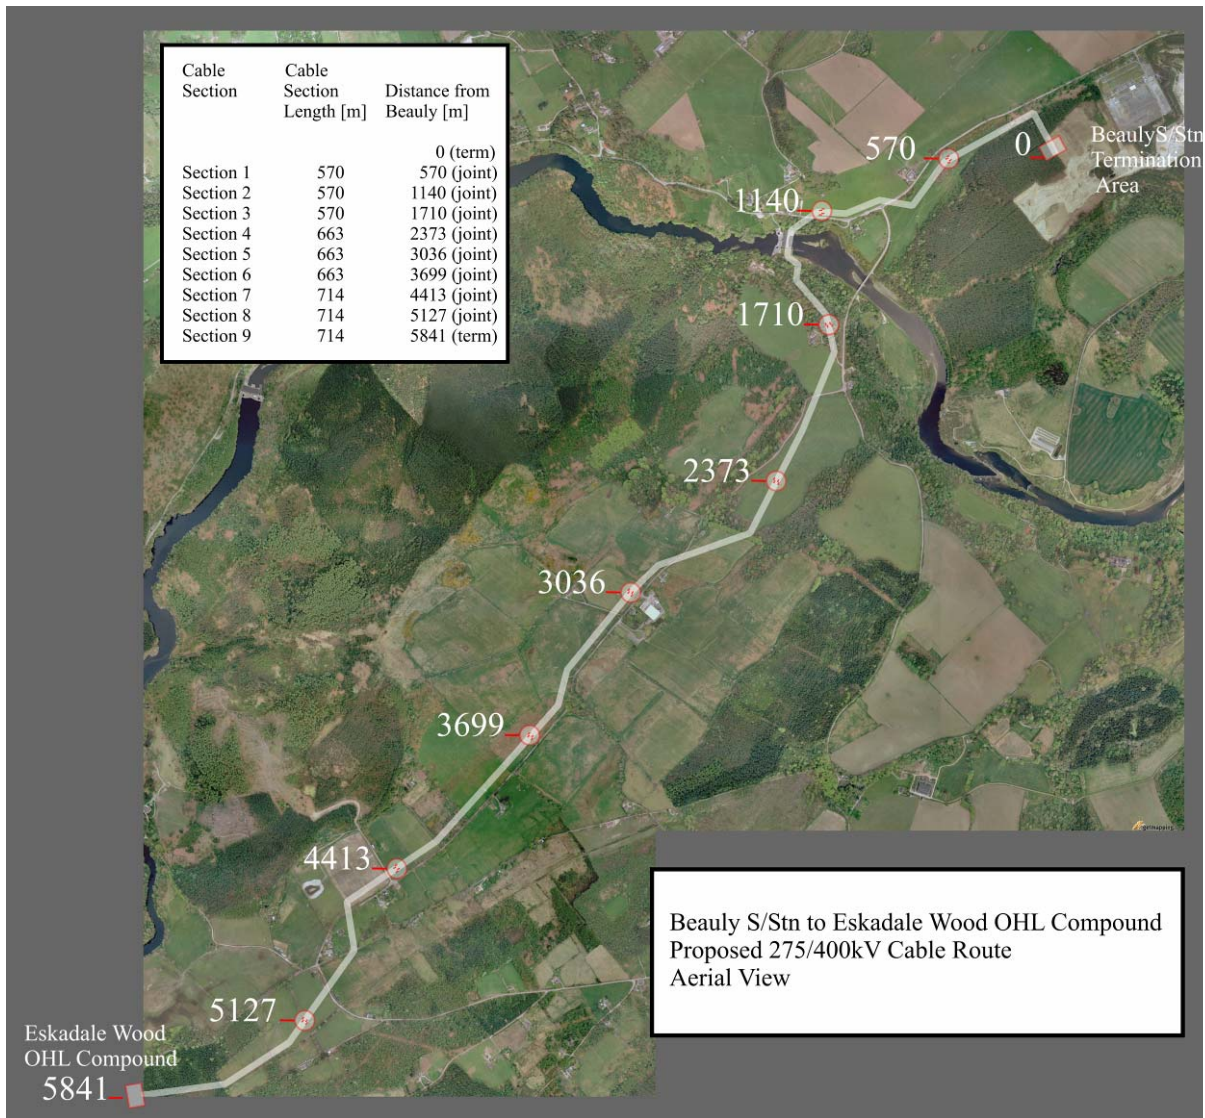 Cable Cable
Section Section Distance from
Length [m] Beauly [m]
0 (term)
Section 1 570 570 (joint)
Section 2 570 1140 (joint)
Section 3 570 1710 (joint)
Section 4 663 2373 (joint)
Section 5 663 3036 (joint)
Section 6 663 3699 (joint)
Section 7 714 4413 (joint)
Section 8 714 5127 (joint)
Section 9 714 5841 (term)
570
0
BeaulyS/Stn
Termination
Area
1140
1710
2373
3036
3699
4413
5127
Eskadale Wood
OHL Compound
5841
Beauly S/Stn to Eskadale Wood OHL Compound
Proposed 275/400kV Cable Route
Aerial View